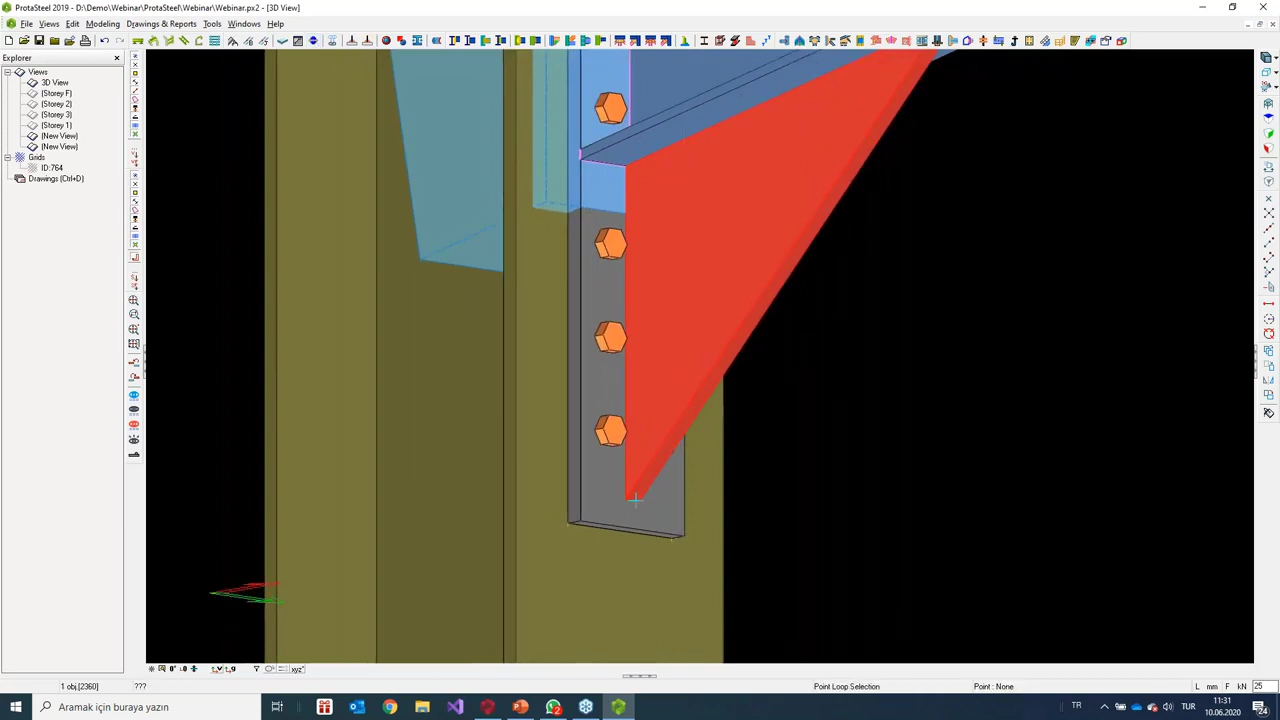 ProtaSteel 2019 - D:\Demo\Webinar\ProtaSteel\Webinar\Webinar.px2 - [3D View]
File Views Edit Modeling Drawings & Reports Tools Windows Help
Explorer
Views
3D View
(Storey F)
(Storey 2)
(Storey 3)
(Storey 1)
(New View)
(New View)
Grids
ID:764
Drawings (Ctrl+D)
xyz
1 obj.[2360] ??? Point Loop Selection Point : None L mm F kN 25
Aramak için buraya yazın TR TUR 11:31
10.06.2020 24